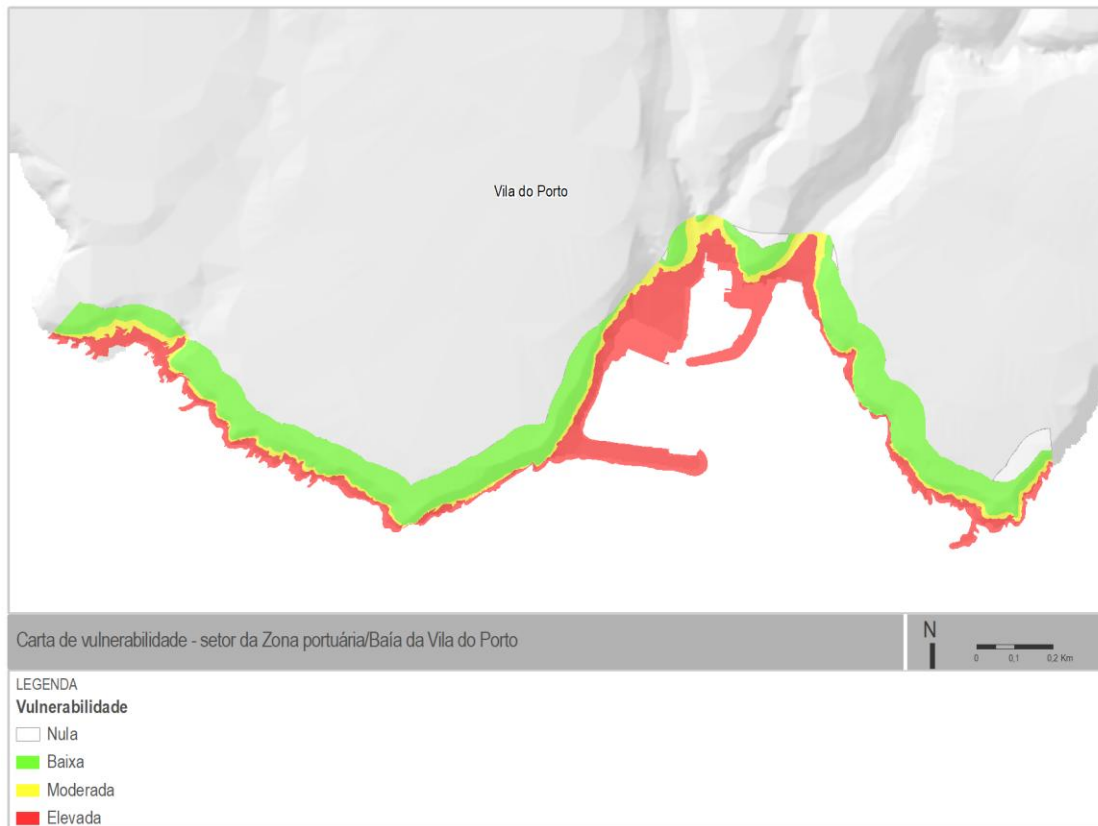 Vila do Porto
Carta de vulnerabilidade - setor da Zona portuária/Baía da Vila do Porto
N
0 0,1 0,2 Km
LEGENDA
Vulnerabilidade
Nula
Baixa
Moderada
Elevada